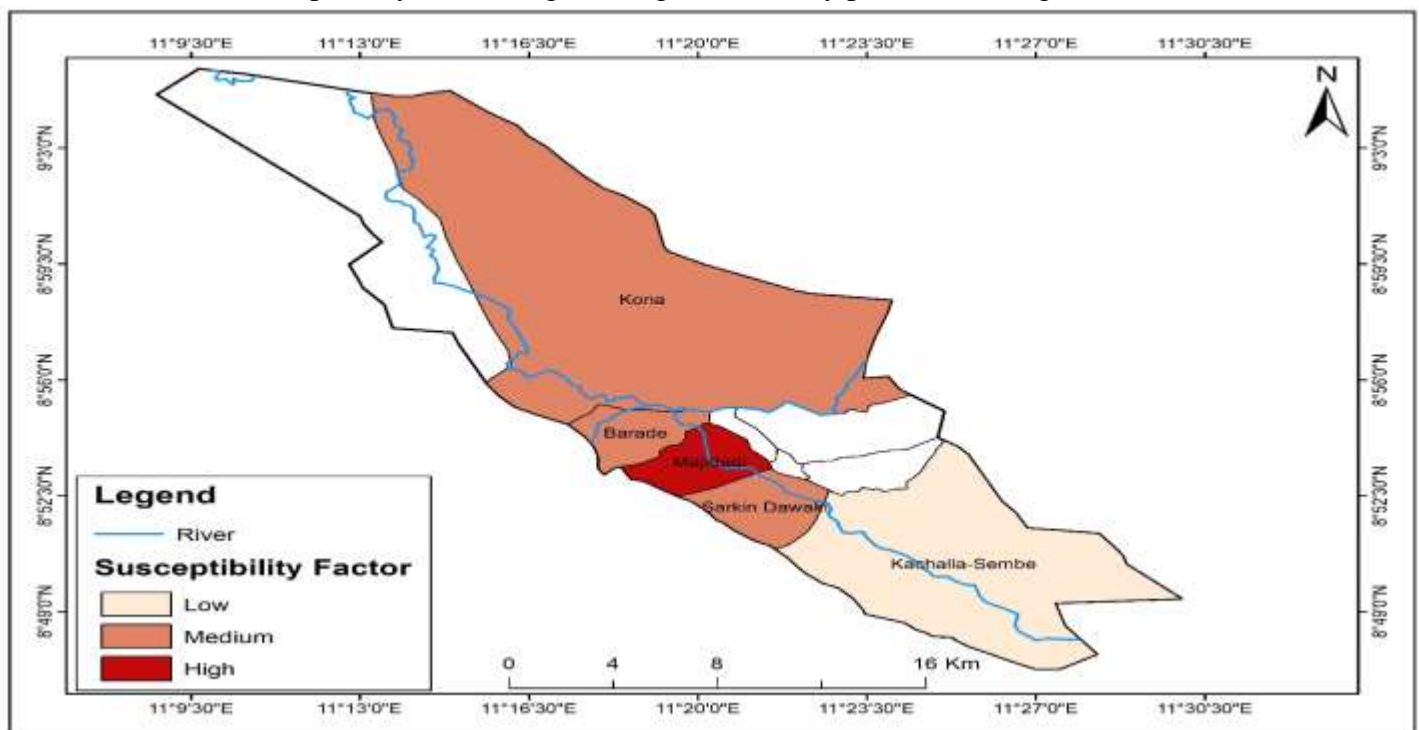 11°9'30"E 11°13'0"E 11°16'30"E 11°20'0"E 11°23'30"E 11°27'0"E 11°30'30"E
N
9°3'0"N 9°3'0"N
8°59'30"N 8°59'30"N
Kona
8°56'0"N 8°56'0"N
Barade
8°52'30"N 8°52'30"N
Sarkin Dawaki
Kachalla-Sembe
8°49'0"N 8°49'0"N
Legend
River
Susceptibility Factor
Low
Medium
High
0 4 8 16 Km
11°9'30"E 11°13'0"E 11°16'30"E 11°20'0"E 11°23'30"E 11°27'0"E 11°30'30"E